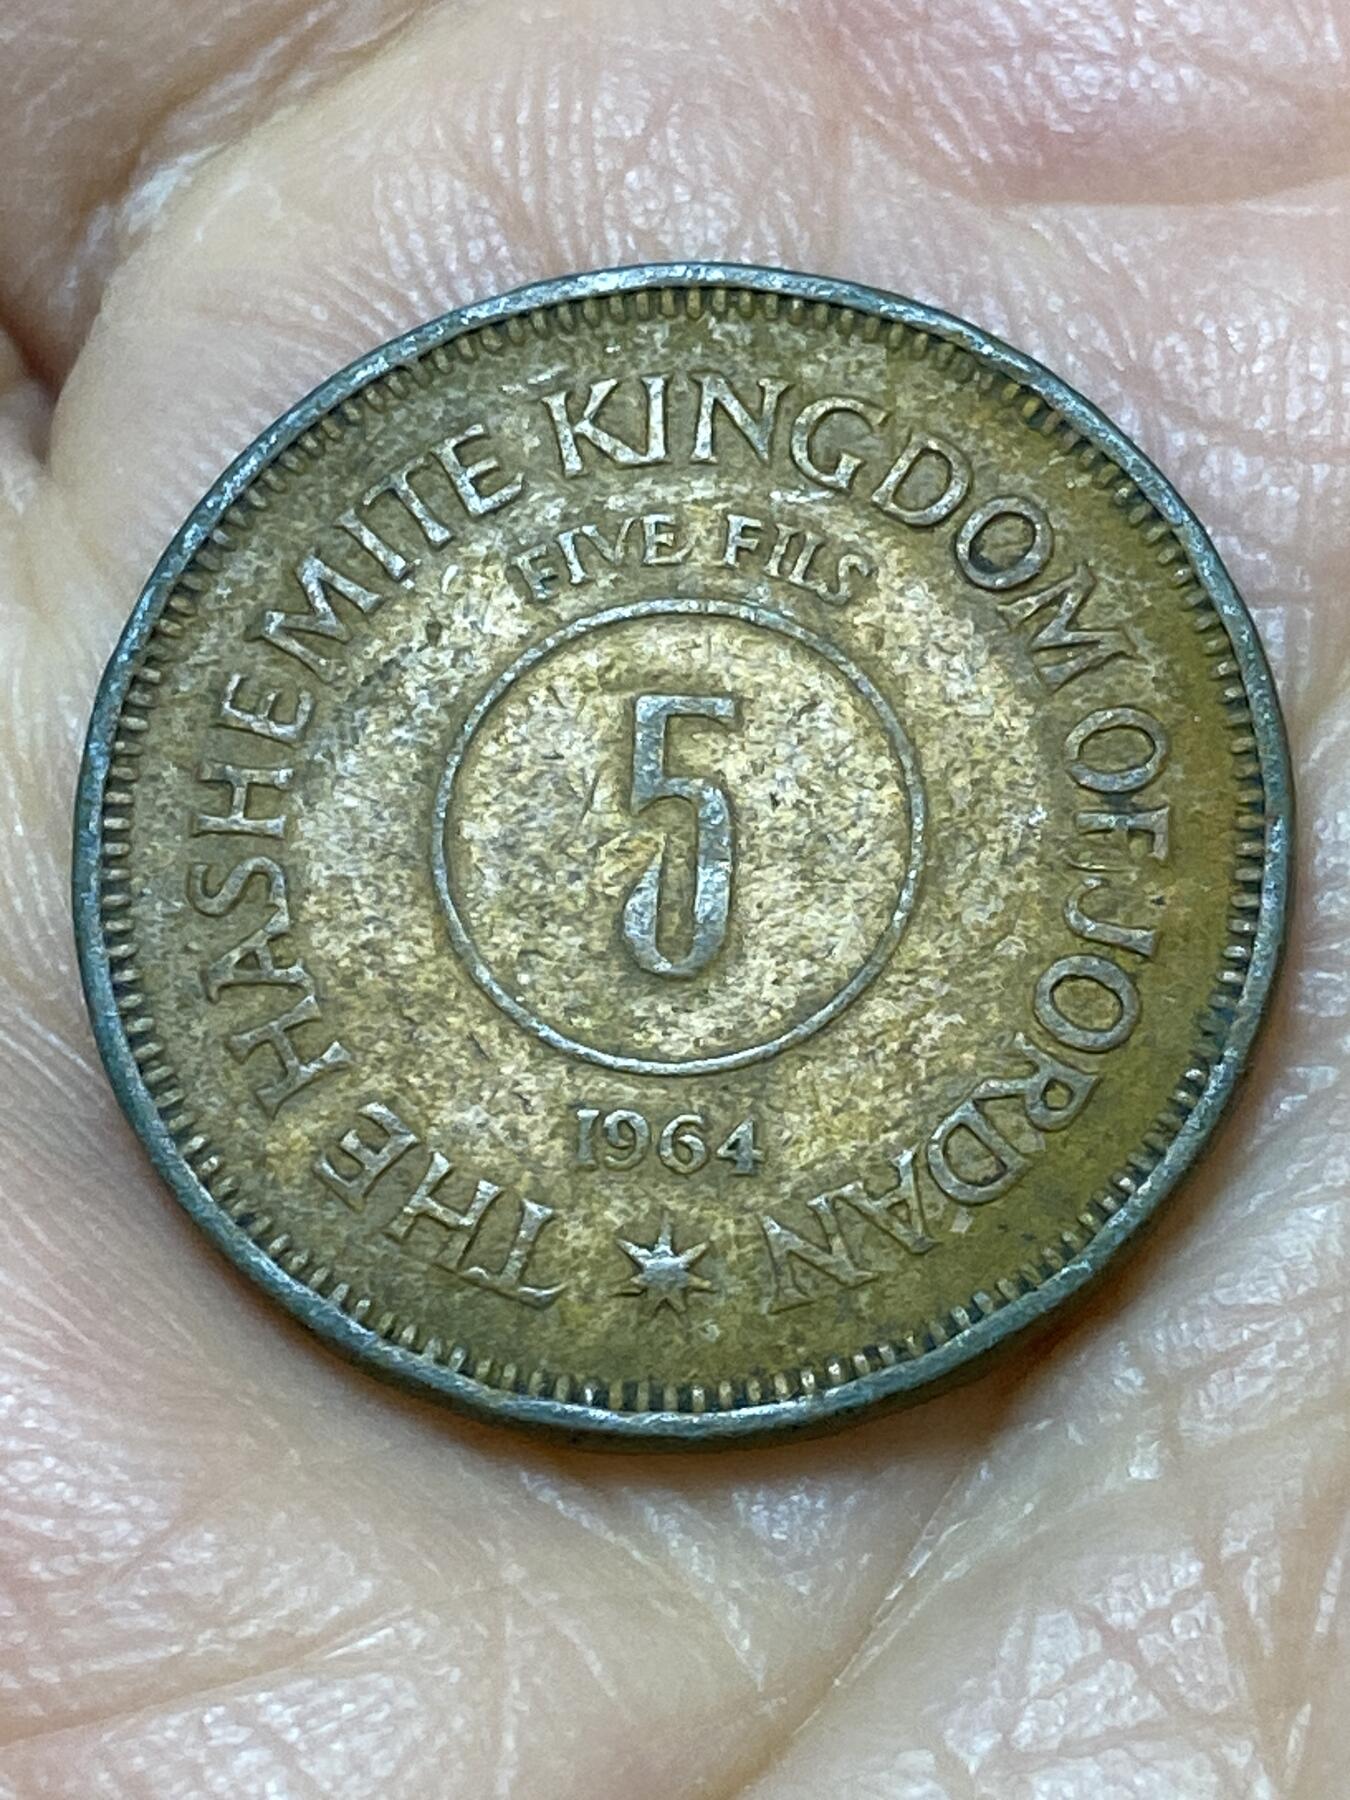 THE HASHEMITE KINGDOM OF JORDAN
FIVE FILS
5
1964